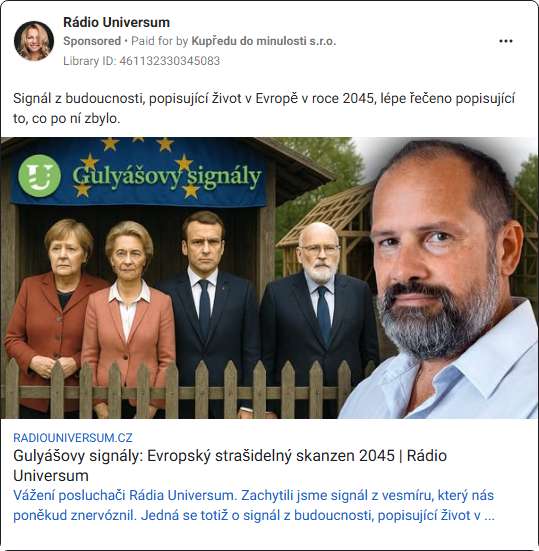 Rádio Universum
Sponsored • Paid for by Kupředu do minulosti s.r.o.
Library ID: 461132330345083
Signál z budoucnosti, popisující život v Evropě v roce 2045, lépe řečeno popisující
to, co po ní zbylo.
Gulyášovy signály
RADIOUNIVERSUM.CZ
Gulyášovy signály: Evropský strašidelný skanzen 2045 | Rádio
Universum
Vážení posluchači Rádia Universum. Zachytili jsme signál z vesmíru, který nás
poněkud znervóznil. Jedná se totiž o signál z budoucnosti, popisující život v ...